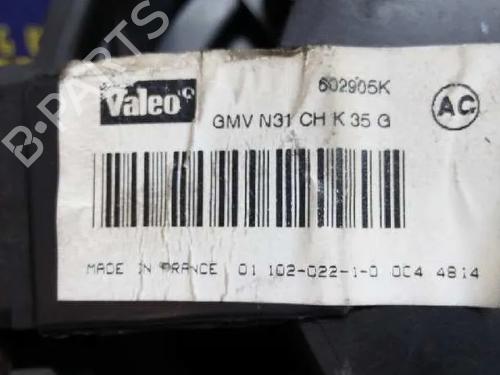 Valeo
602905K
AC
GMV N31 CH K 35 G
MADE IN FRANCE 01 102-022-1-0 0C4 4814
B-Parts